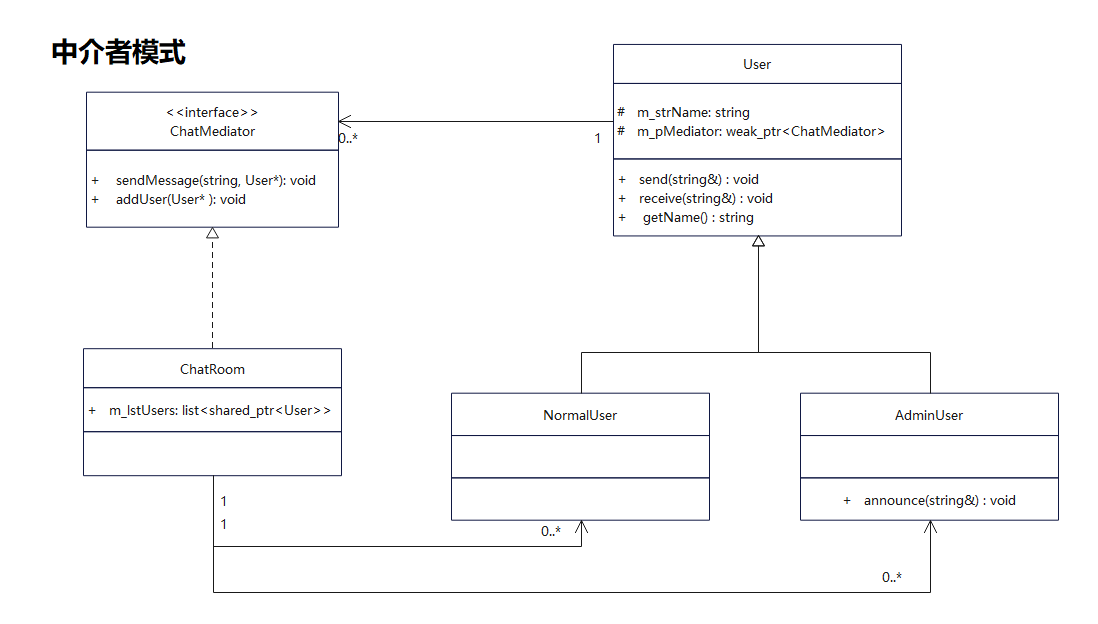 中介者模式
<<interface>>
ChatMediator
+ sendMessage(string, User*): void
+ addUser(User* ): void
User
# m_strName: string
# m_pMediator: weak_ptr<ChatMediator>
+ send(string&) : void
+ receive(string&) : void
+ getName() : string
0..*
1
ChatRoom
+ m_lstUsers: list<shared_ptr<User>>
NormalUser
AdminUser
+ announce(string&) : void
1
1
0..*
0..*